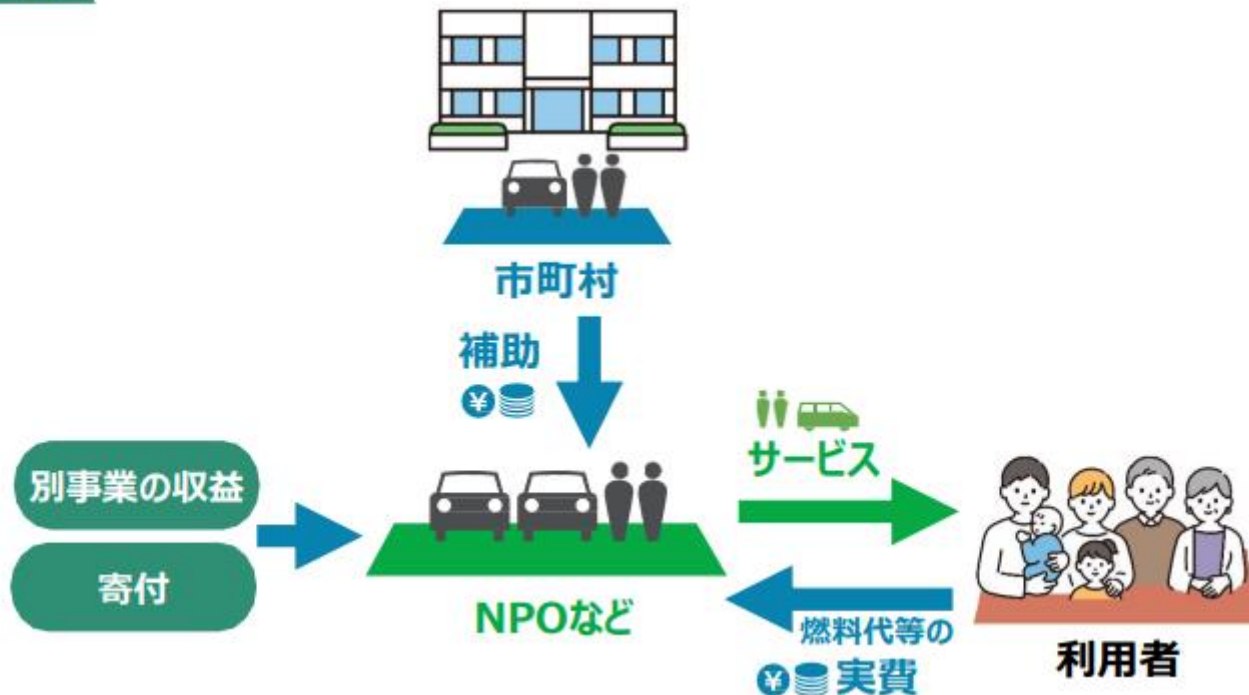 市町村
補助
¥
サービス
別事業の収益
寄付
NPOなど
燃料代等の
¥ 実費
利用者